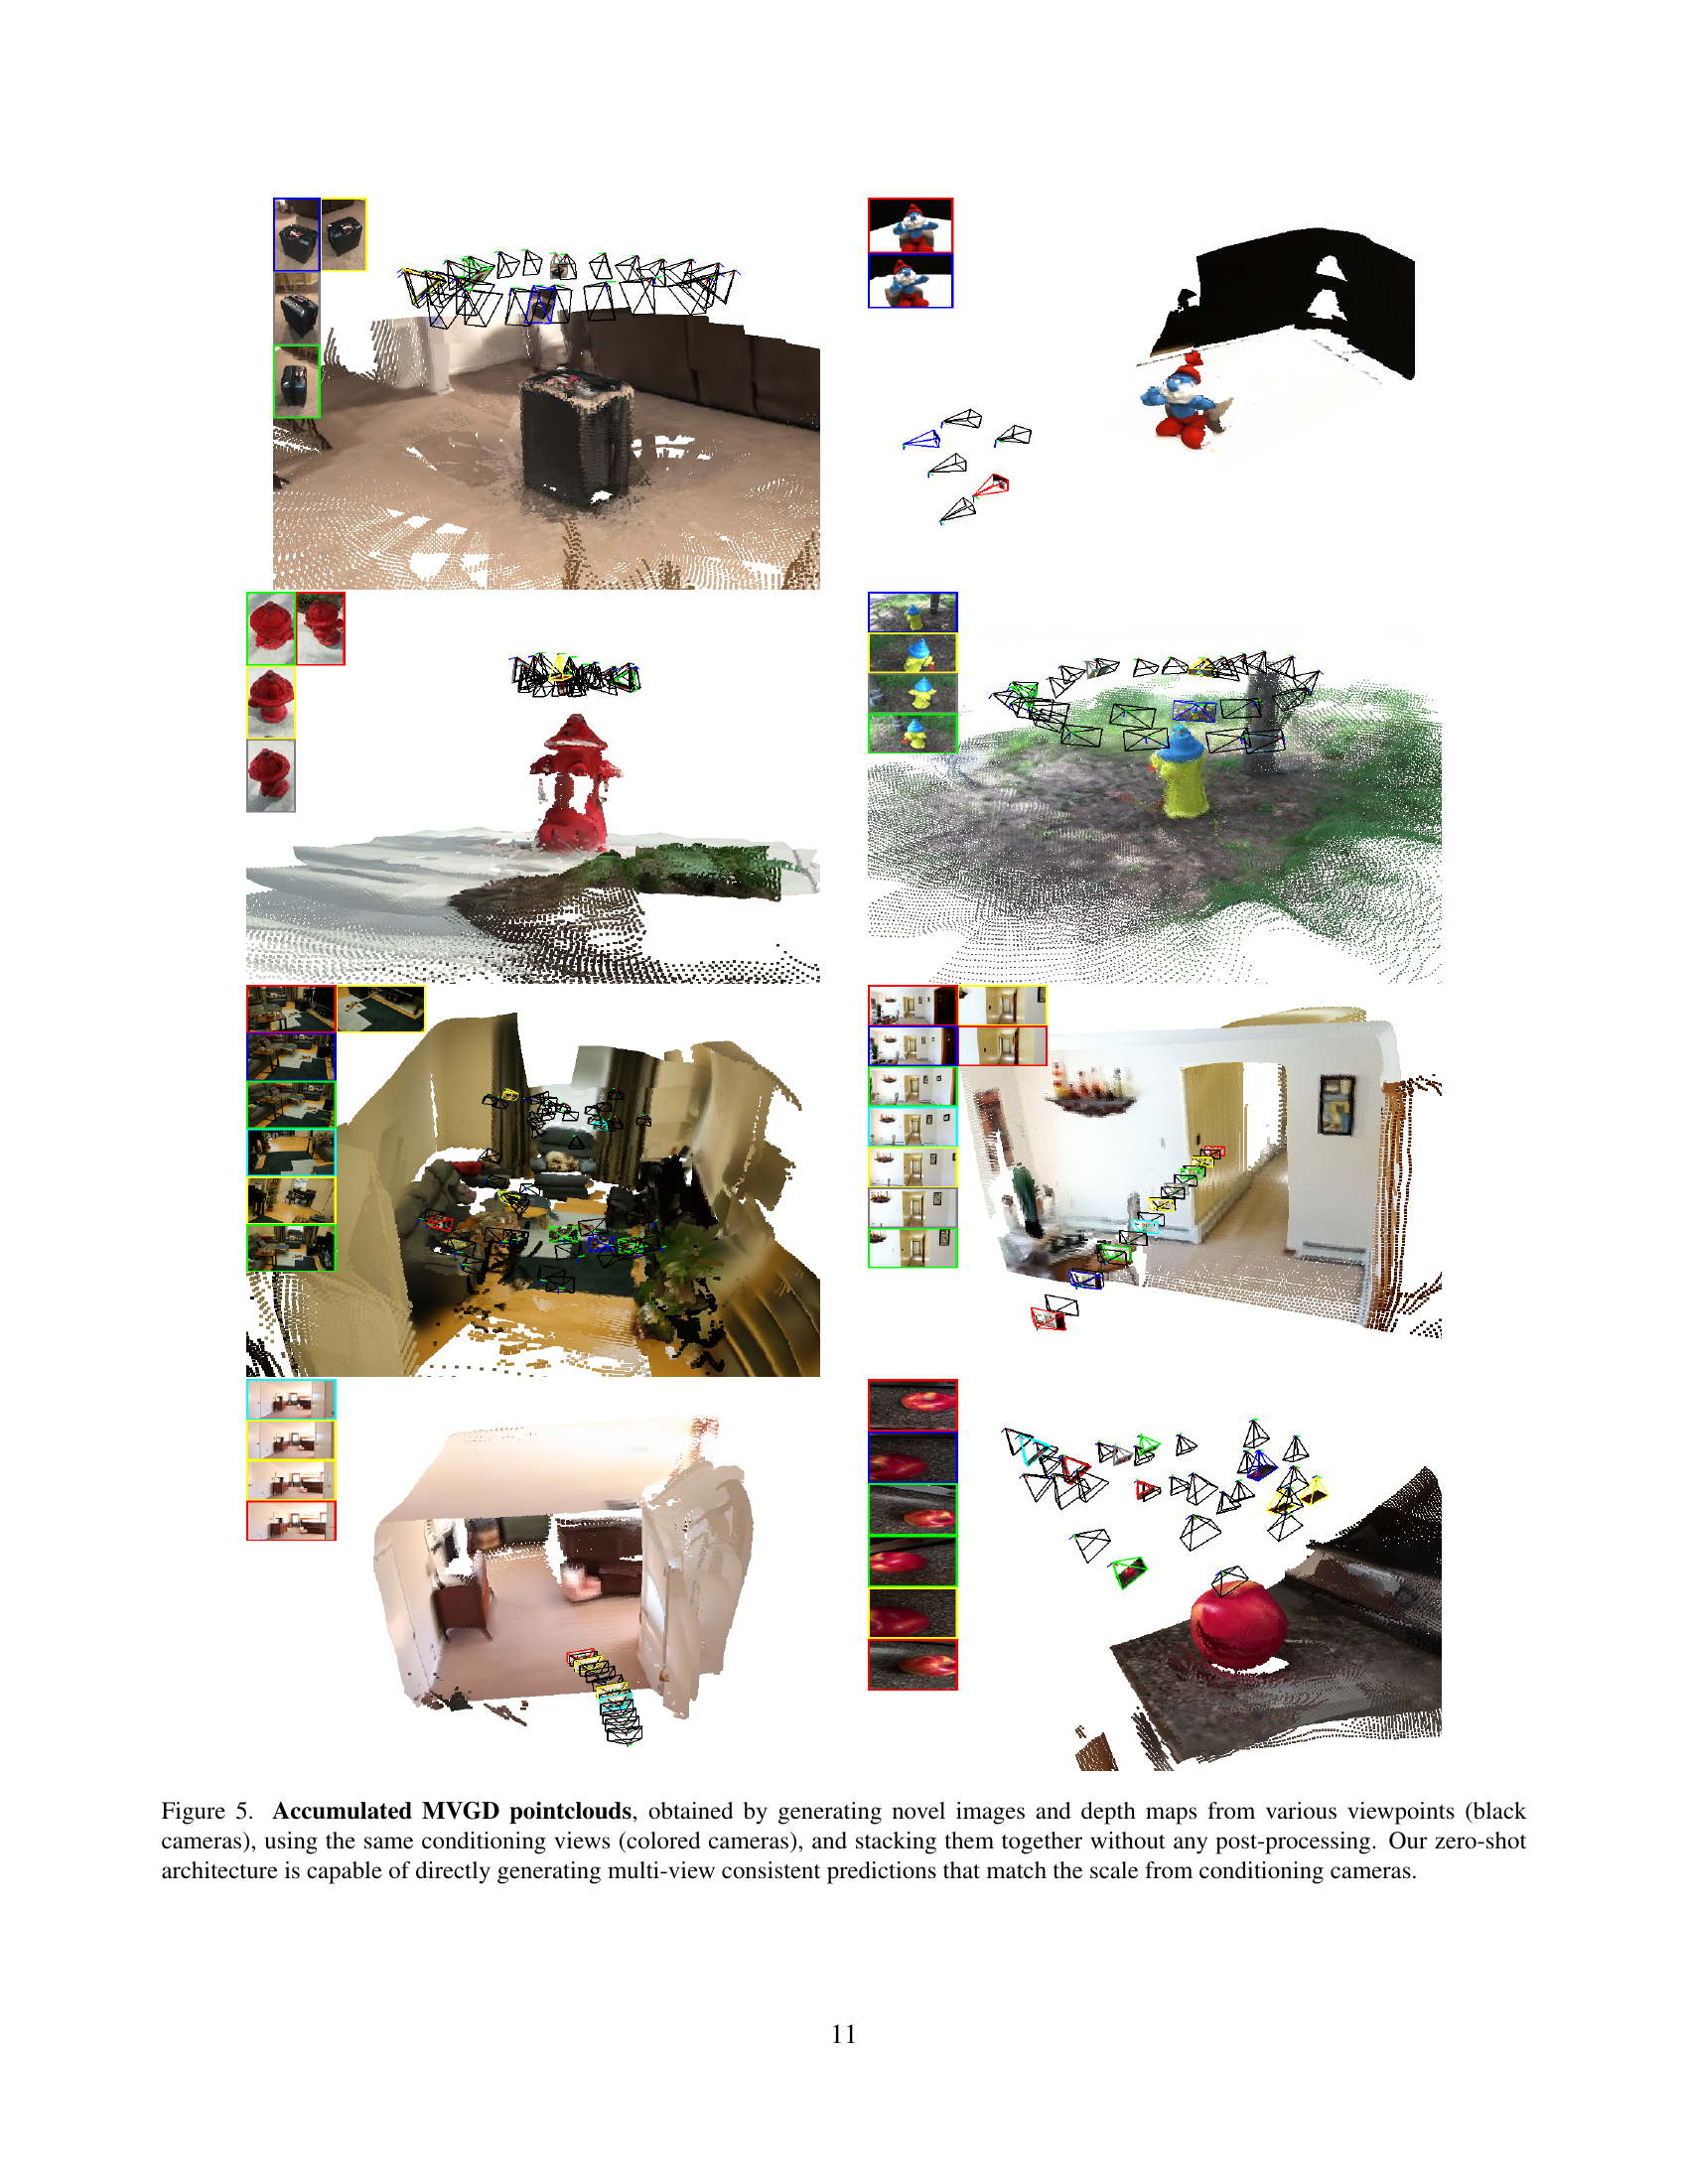 Figure 5. Accumulated MVGD pointclouds, obtained by generating novel images and depth maps from various viewpoints (black
cameras), using the same conditioning views (colored cameras), and stacking them together without any post-processing. Our zero-shot
architecture is capable of directly generating multi-view consistent predictions that match the scale from conditioning cameras.
11